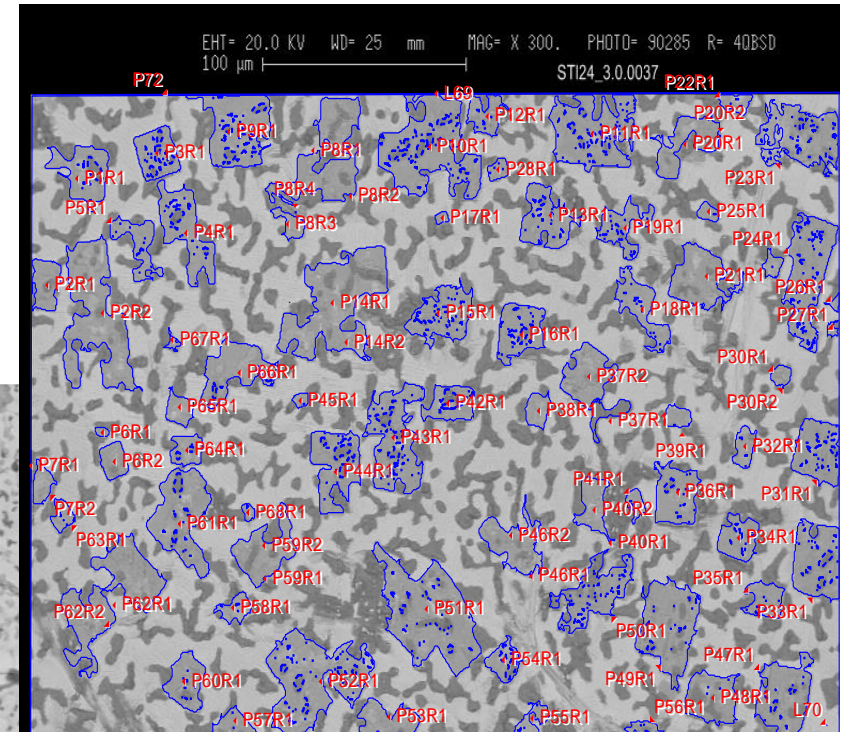 EHT= 20.0 KV WD= 25 mm MAG= X 300. PHOTO= 90285 R= 4QBSD
100 µm STI24_3.0.0037
P72 L69 P22R1
P12R1 P20R2
P9R1 P11R1
P3R1 P8R1 P10R1 P20R1
P1R1 P28R1 P23R1
P8R4 P8R2
P5R1 P8R3 P17R1 P13R1 P25R1
P4R1 P19R1 P24R1
P2R1 P21R1 P26R1
P2R2 P14R1 P15R1 P18R1 P27R1
P67R1 P14R2 P16R1
P66R1 P37R2 P30R1
P65R1 P45R1 P42R1 P38R1 P30R2
P6R1 P43R1 P37R1
P64R1 P39R1 P32R1
P7R1 P6R2 P44R1
P41R1 P36R1 P31R1
P7R2 P68R1 P40R2
P63R1 P61R1 P46R2 P34R1
P59R2 P40R1
P59R1 P46R1 P35R1
P62R2 P62R1 P58R1 P51R1 P33R1
P50R1
P54R1 P47R1
P60R1 P52R1 P49R1
P48R1
P57R1 P53R1 P55R1 P56R1 L70